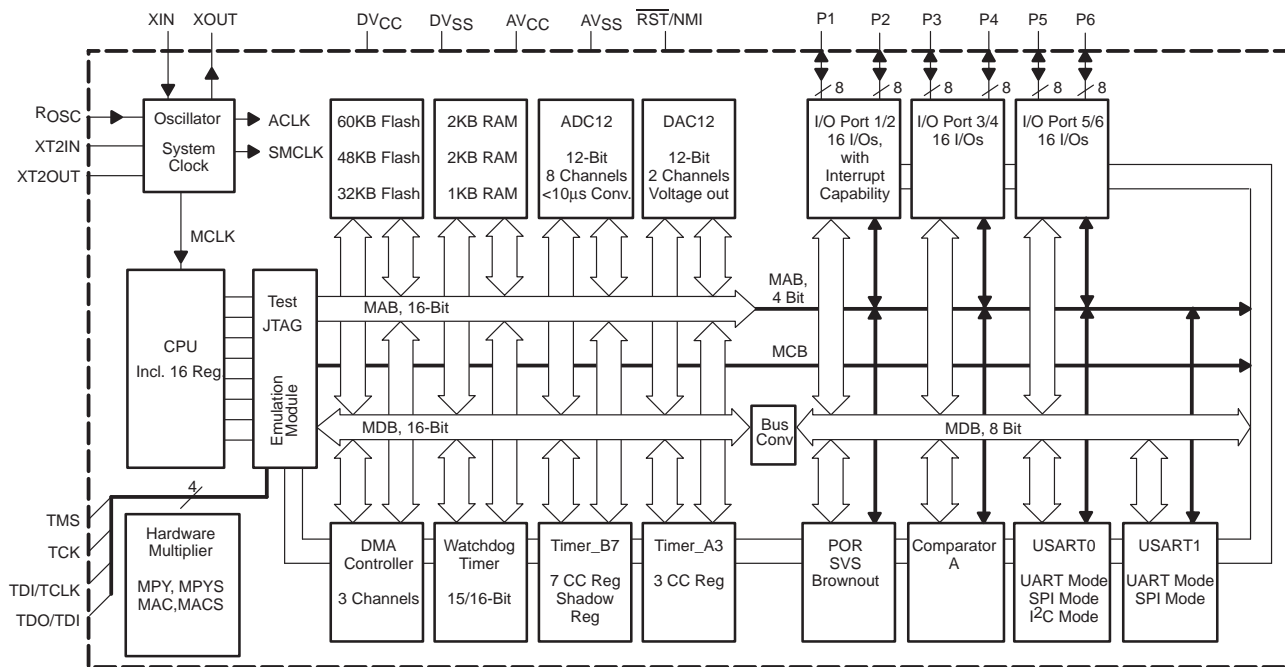 XIN
XOUT
DVCC
DVSS
AVCC
AVSS
RST/NMI
P1
P2
P3
P4
P5
P6
8
8
8
8
8
8
ROSC
XT2IN
XT2OUT
Oscillator
System
Clock
ACLK
SMCLK
MCLK
60KB Flash
48KB Flash
32KB Flash
2KB RAM
2KB RAM
1KB RAM
ADC12
12-Bit
8 Channels
<10μs Conv.
DAC12
12-Bit
2 Channels
Voltage out
I/O Port 1/2
16 I/Os,
with
Interrupt
Capability
I/O Port 3/4
16 I/Os
I/O Port 5/6
16 I/Os
CPU
Incl. 16 Reg.
Test
JTAG
Emulation
Module
MAB, 16-Bit
MAB,
4 Bit
MCB
MDB, 16-Bit
Bus
Conv
MDB, 8 Bit
4
TMS
TCK
TDI/TCLK
TDO/TDI
Hardware
Multiplier
MPY, MPYS
MAC,MACS
DMA
Controller
3 Channels
Watchdog
Timer
15/16-Bit
Timer_B7
7 CC Reg
Shadow
Reg
Timer_A3
3 CC Reg
POR
SVS
Brownout
Comparator
A
USART0
UART Mode
SPI Mode
I2C Mode
USART1
UART Mode
SPI Mode